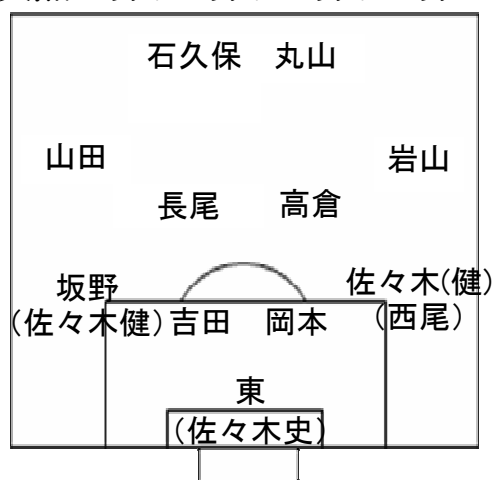 石久保 丸山
山田 岩山
長尾 高倉
坂野 佐々木(健)
(佐々木健) 吉田 岡本 (西尾)
東
(佐々木史)